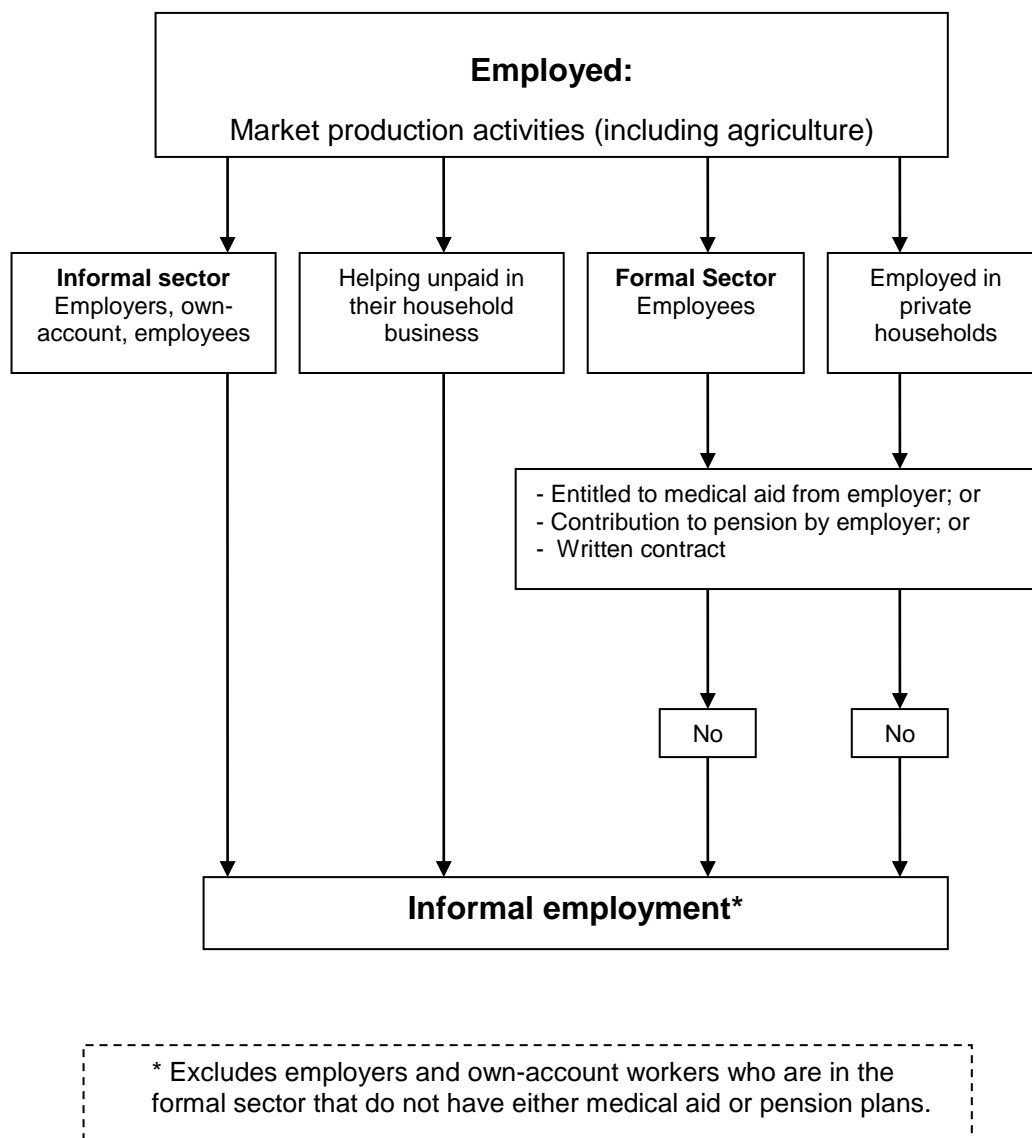 Employed:
Market production activities (including agriculture)
Informal sector
Employers, own-
account, employees
Helping unpaid in
their household
business
Formal Sector
Employees
Employed in
private
households
- Entitled to medical aid from employer; or
- Contribution to pension by employer; or
- Written contract
No
No
Informal employment*
* Excludes employers and own-account workers who are in the
formal sector that do not have either medical aid or pension plans.